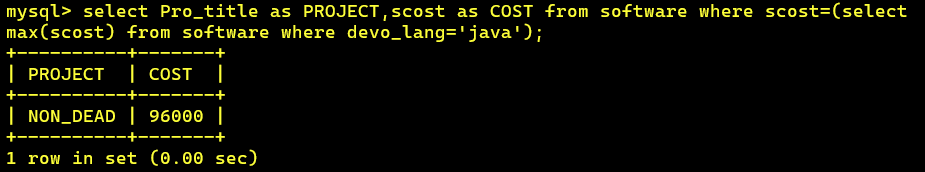 mysql> select Pro_title as PROJECT,scost as COST from software where scost=(select
max(scost) from software where devo_lang='java');
+----------+-------+
| PROJECT  | COST  |
+----------+-------+
| NON_DEAD | 96000 |
+----------+-------+
1 row in set (0.00 sec)